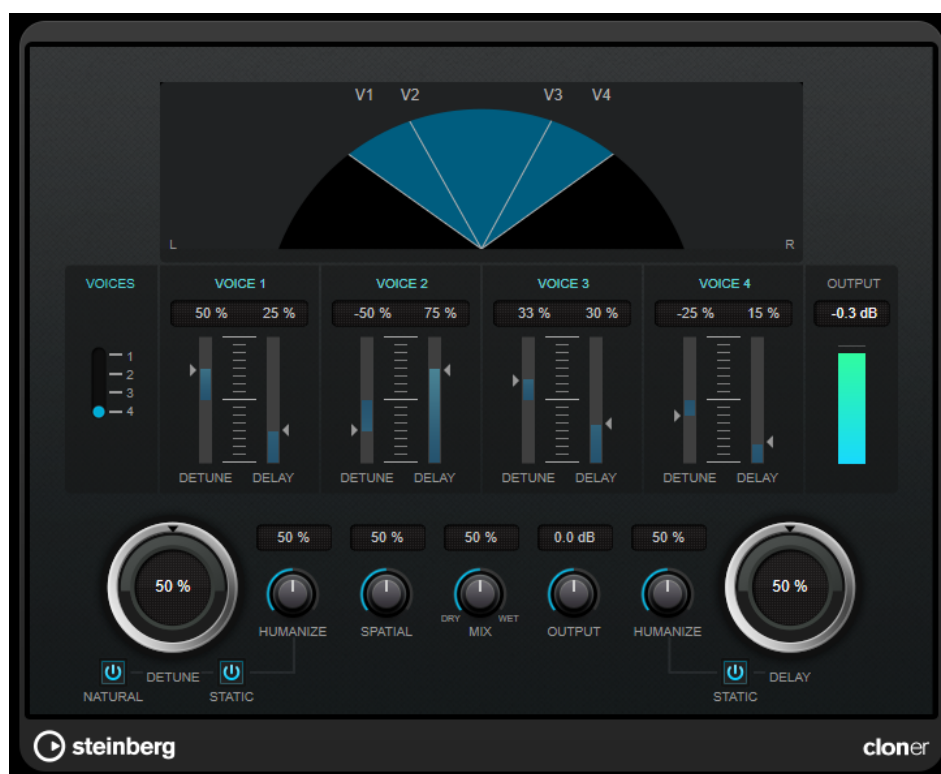 V1 V2 V3 V4
L R
VOICES VOICE 1 VOICE 2 VOICE 3 VOICE 4 OUTPUT
50 % 25 % -50 % 75 % 33 % 30 % -25 % 15 % -0.3 dB
1
2
3
4
DETUNE DELAY DETUNE DELAY DETUNE DELAY DETUNE DELAY
50 % 50 % 50 % 0.0 dB 50 %
50 % 50 %
DRY WET
HUMANIZE SPATIAL MIX OUTPUT HUMANIZE
DETUNE DELAY
NATURAL STATIC STATIC
steinberg cloner